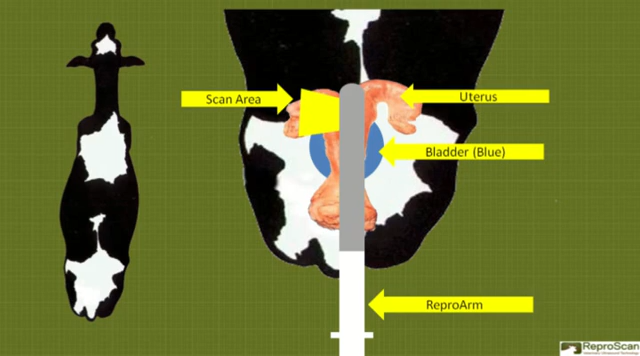 Scan Area
Uterus
Bladder (Blue)
ReproArm
ReproScan